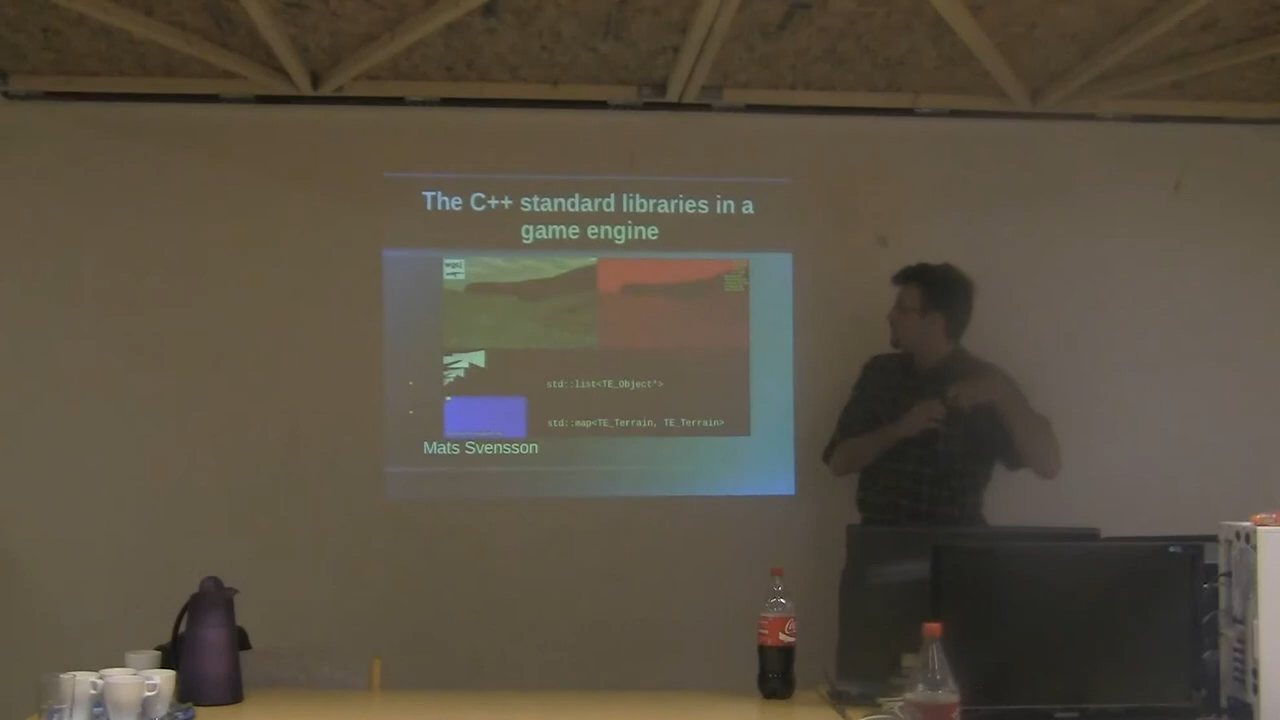 The C++ standard libraries in a
game engine
std::list<TE_Object*>
std::map<TE_Terrain, TE_Terrain>
Mats Svensson